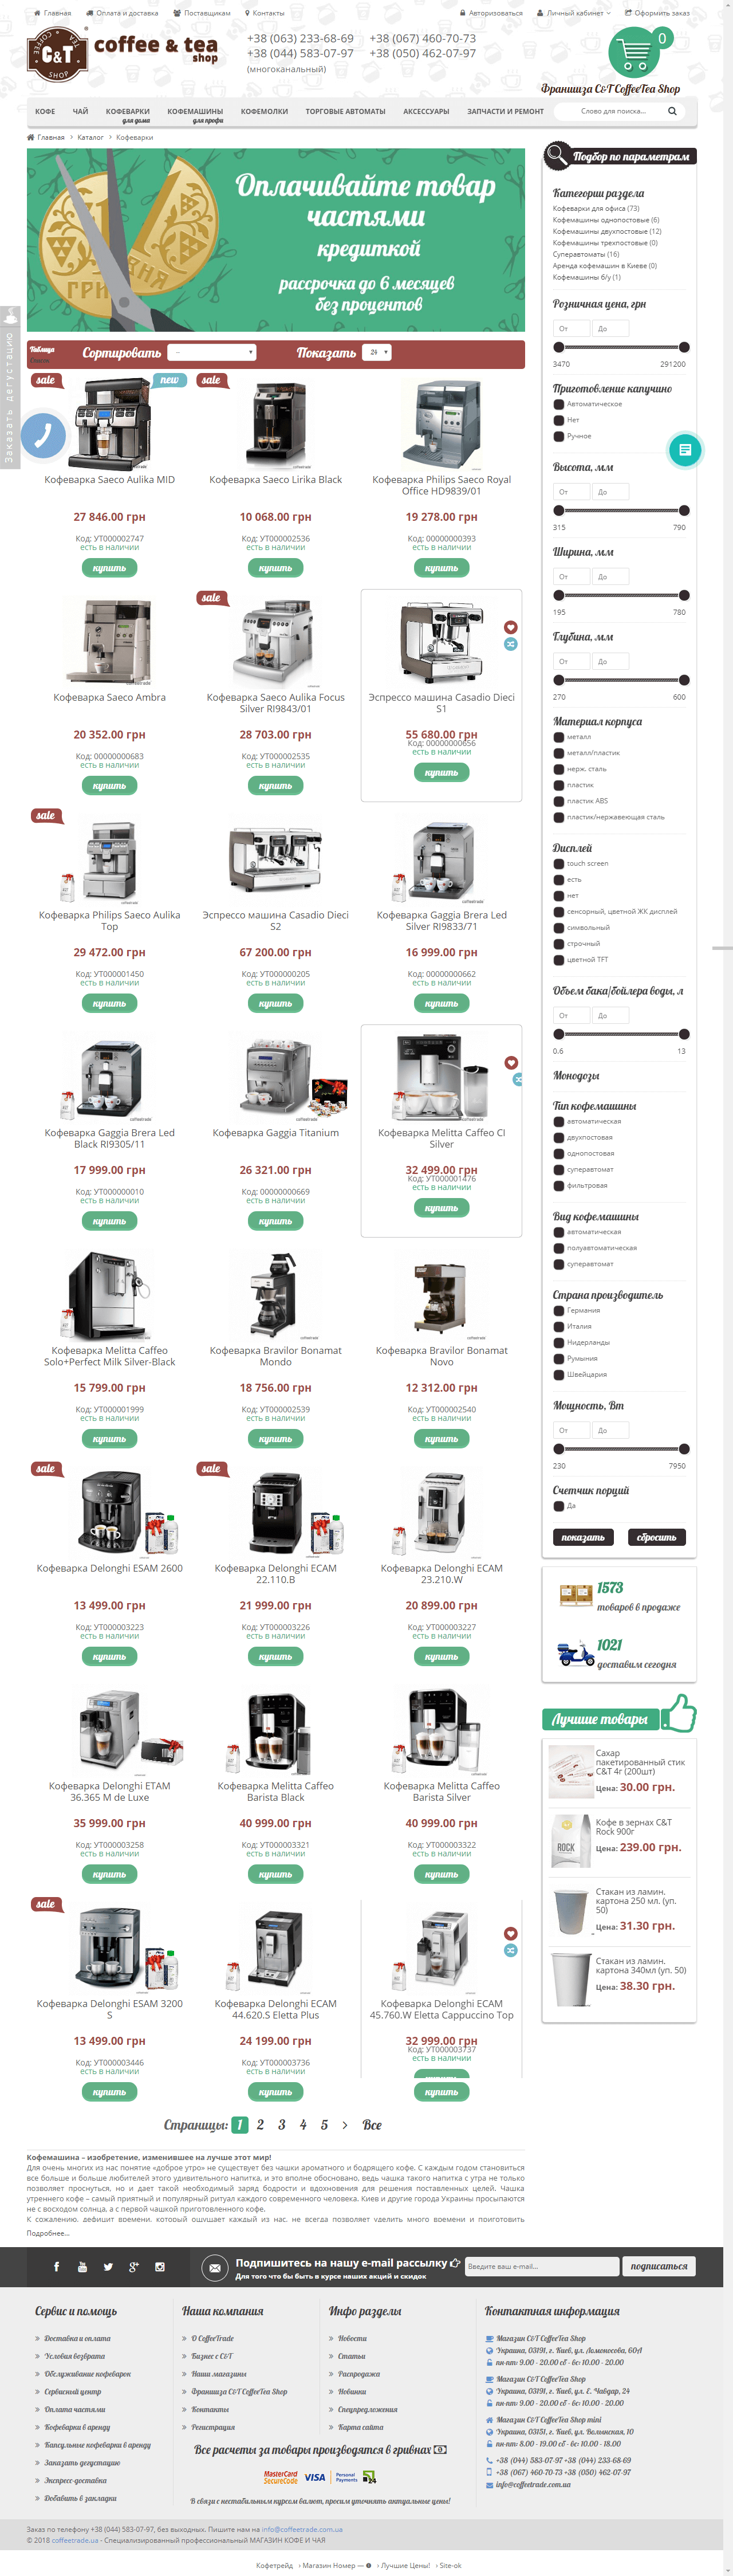 Главная Оплата и доставка Поставщикам Контакты Авторизоваться Личный кабинет Оформить заказ
COFFEE C&T SHOP
coffee & tea shop
+38 (063) 233-68-69 +38 (067) 460-70-73
+38 (044) 583-07-97 +38 (050) 462-07-97
(многоканальный)
0
Франшиза C&T CoffeeTea Shop
КОФЕ ЧАЙ КОФЕВАРКИ для дома КОФЕМАШИНЫ для профи КОФЕМОЛКИ ТОРГОВЫЕ АВТОМАТЫ АКСЕССУАРЫ ЗАПЧАСТИ И РЕМОНТ Слово для поиска...
Главная > Каталог > Кофеварки
Оплачивайте товар
частями
кредиткой
рассрочка до 6 месяцев
без процентов
ГРИ
Заказать дегустацию
Таблица
Список
Сортировать -- Показать 24
sale new sale
Кофеварка Saeco Aulika MID
27 846.00 грн
Код: УТ000002747
есть в наличии
купить
Кофеварка Saeco Lirika Black
10 068.00 грн
Код: УТ000002536
есть в наличии
купить
Кофеварка Philips Saeco Royal
Office HD9839/01
19 278.00 грн
Код: 00000000393
есть в наличии
купить
Кофеварка Saeco Ambra
20 352.00 грн
Код: 00000000683
есть в наличии
купить
sale
Кофеварка Saeco Aulika Focus
Silver RI9843/01
28 703.00 грн
Код: УТ000002535
есть в наличии
купить
Эспрессо машина Casadio Dieci
S1
55 680.00 грн
Код: 00000000656
есть в наличии
купить
sale
Кофеварка Philips Saeco Aulika
Top
29 472.00 грн
Код: УТ000001450
есть в наличии
купить
Эспрессо машина Casadio Dieci
S2
67 200.00 грн
Код: УТ000000205
есть в наличии
купить
Кофеварка Gaggia Brera Led
Silver RI9833/71
16 999.00 грн
Код: 00000000662
есть в наличии
купить
Кофеварка Gaggia Brera Led
Black RI9305/11
17 999.00 грн
Код: УТ000000010
есть в наличии
купить
Кофеварка Gaggia Titanium
26 321.00 грн
Код: 00000000669
есть в наличии
купить
Кофеварка Melitta Caffeo CI
Silver
32 499.00 грн
Код: УТ000001476
есть в наличии
купить
Кофеварка Melitta Caffeo
Solo+Perfect Milk Silver-Black
15 799.00 грн
Код: УТ000001999
есть в наличии
купить
Кофеварка Bravilor Bonamat
Mondo
18 756.00 грн
Код: УТ000002539
есть в наличии
купить
Кофеварка Bravilor Bonamat
Novo
12 312.00 грн
Код: УТ000002540
есть в наличии
купить
sale
Кофеварка Delonghi ESAM 2600
13 499.00 грн
Код: УТ000003223
есть в наличии
купить
sale
Кофеварка Delonghi ECAM
22.110.B
21 999.00 грн
Код: УТ000003226
есть в наличии
купить
Кофеварка Delonghi ECAM
23.210.W
20 899.00 грн
Код: УТ000003227
есть в наличии
купить
Кофеварка Delonghi ETAM
36.365 M de Luxe
35 999.00 грн
Код: УТ000003258
есть в наличии
купить
Кофеварка Melitta Caffeo
Barista Black
40 999.00 грн
Код: УТ000003321
есть в наличии
купить
Кофеварка Melitta Caffeo
Barista Silver
40 999.00 грн
Код: УТ000003322
есть в наличии
купить
sale
Кофеварка Delonghi ESAM 3200
S
13 499.00 грн
Код: УТ000003446
есть в наличии
купить
Кофеварка Delonghi ECAM
44.620.S Eletta Plus
24 199.00 грн
Код: УТ000003736
есть в наличии
купить
Кофеварка Delonghi ECAM
45.760.W Eletta Cappuccino Top
32 999.00 грн
Код: УТ000003737
есть в наличии
купить
Страницы: 1 2 3 4 5 > Все
Кофемашина – изобретение, изменившее на лучше этот мир!
Для очень многих из нас понятие «доброе утро» не существует без чашки ароматного и бодрящего кофе. С каждым годом становиться
все больше и больше любителей этого удивительного напитка, и это вполне обосновано, ведь чашка такого напитка с утра не только
позволяет проснуться, но и дает такой необходимый заряд бодрости и вдохновения для решения поставленных целей. Чашка
утреннего кофе – самый приятный и популярный ритуал каждого современного человека. Киев и другие города Украины просыпаются
не с восходом солнца, а с первой чашкой приготовленного кофе.
К сожалению, дефицит времени, который ощущает каждый из нас, не всегда позволяет уделить много времени и приготовить
Подробнее...
Подбор по параметрам
Категории раздела
Кофеварки для офиса (73)
Кофемашины однопостовые (6)
Кофемашины двухпостовые (12)
Кофемашины трехпостовые (0)
Суперавтоматы (16)
Аренда кофемашин в Киеве (0)
Кофемашины б/у (1)
Розничная цена, грн
От До
3470 291200
Приготовление капучино
Автоматическое
Нет
Ручное
Высота, мм
От До
315 790
Ширина, мм
От До
195 780
Глубина, мм
От До
270 600
Материал корпуса
металл
металл/пластик
нерж. сталь
пластик
пластик ABS
пластик/нержавеющая сталь
Дисплей
touch screen
есть
нет
сенсорный, цветной ЖК дисплей
символьный
строчный
цветной TFT
Объем бака/бойлера воды, л
От До
0.6 13
Монодозы
Тип кофемашины
автоматическая
двухпостовая
однопостовая
суперавтомат
фильтровая
Вид кофемашины
автоматическая
полуавтоматическая
суперавтомат
Страна производитель
Германия
Италия
Нидерланды
Румыния
Швейцария
Мощность, Вт
От До
230 7950
Счетчик порций
Да
показать сбросить
1573
товаров в продаже
1021
доставим сегодня
Лучшие товары
Сахар
пакетированный стик
C&T 4г (200шт)
Цена: 30.00 грн.
ROCK
Кофе в зернах C&T
Rock 900г
Цена: 239.00 грн.
Стакан из ламин.
картона 250 мл. (уп.
50)
Цена: 31.30 грн.
Стакан из ламин.
картона 340мл (уп. 50)
Цена: 38.30 грн.
Подпишитесь на нашу e-mail рассылку
Для того что бы быть в курсе наших акций и скидок
Введите ваш e-mail...
подписаться
Сервис и помощь
Доставка и оплата
Условия возврата
Обслуживание кофеварок
Сервисный центр
Оплата частями
Кофеварки в аренду
Капсульные кофеварки в аренду
Заказать дегустацию
Экспресс-доставка
Добавить в закладки
Наша компания
О CoffeeTrade
Бизнес с C&T
Наши магазины
Франшиза C&T CoffeeTea Shop
Контакты
Регистрация
Инфо разделы
Новости
Статьи
Распродажа
Новинки
Спецпредложения
Карта сайта
Контактная информация
Магазин C&T CoffeeTea Shop
Украина, 03191, г. Киев, ул. Ломоносова, 60А
пн-пт: 9.00 - 20.00 сб - вс: 10.00 - 20.00
Магазин C&T CoffeeTea Shop
Украина, 03191, г. Киев, ул. Е. Чавдар, 24
пн-пт: 9.00 - 20.00 сб - вс: 10.00 - 20.00
Магазин C&T CoffeeTea Shop mini
Украина, 03151, г. Киев, ул. Волынская, 10
пн-пт: 8.00 - 19.00 сб - вс: 10.00 - 18.00
+38 (044) 583-07-97 +38 (044) 233-68-69
+38 (067) 460-70-73 +38 (050) 462-07-97
info@coffeetrade.com.ua
Все расчеты за товары производятся в гривнах
MasterCard SecureCode VISA Personal Payments 24
В связи с нестабильным курсом валют, просим уточнять актуальные цены!
Заказ по телефону +38 (044) 583-07-97, без выходных. Пишите нам на info@coffeetrade.com.ua
© 2018 coffeetrade.ua - Специализированный профессиональный МАГАЗИН КОФЕ И ЧАЯ
Кофетрейд › Магазин Номер — › Лучшие Цены! › Site-ok